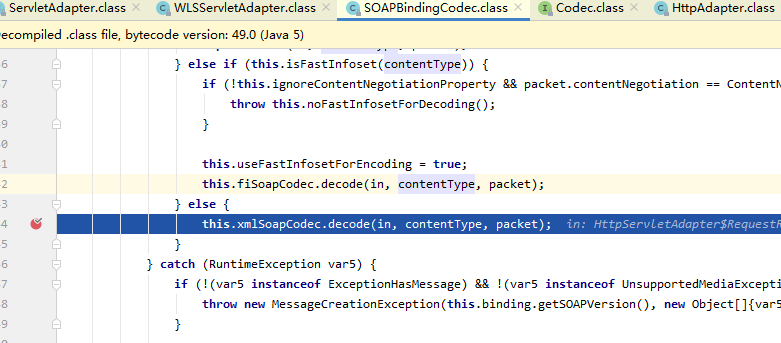 ServletAdapter.class × WLSServletAdapter.class × SOAPBindingCodec.class × Codec.class × HttpAdapter.class
ecompiled .class file, bytecode version: 49.0 (Java 5)
6 } else if (this.isFastInfoset(contentType)) {
7 if (!this.ignoreContentNegotiationProperty && packet.contentNegotiation == ContentN
8 throw this.noFastInfosetForDecoding();
9 }
0
1 this.useFastInfosetForEncoding = true;
2 this.fiSoapCodec.decode(in, contentType, packet);
3 } else {
4 this.xmlSoapCodec.decode(in, contentType, packet); in: HttpServletAdapter$RequestR
5 }
6 } catch (RuntimeException var5) {
7 if (!(var5 instanceof ExceptionHasMessage) && !(var5 instanceof UnsupportedMediaExcepti
8 throw new MessageCreationException(this.binding.getSOAPVersion(), new Object[]{var5
9 }